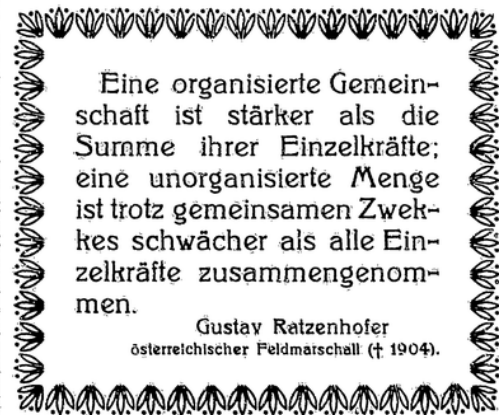 Eine organisierte Gemein-
schaft ist stärker als die
Summe ihrer Einzelkräfte;
eine unorganisierte Menge
ist trotz gemeinsamen Zwek-
kes schwächer als alle Ein-
zelkräfte zusammengenom-
men.
Gustav Ratzenhofer
österreichischer Feldmarschall († 1904).